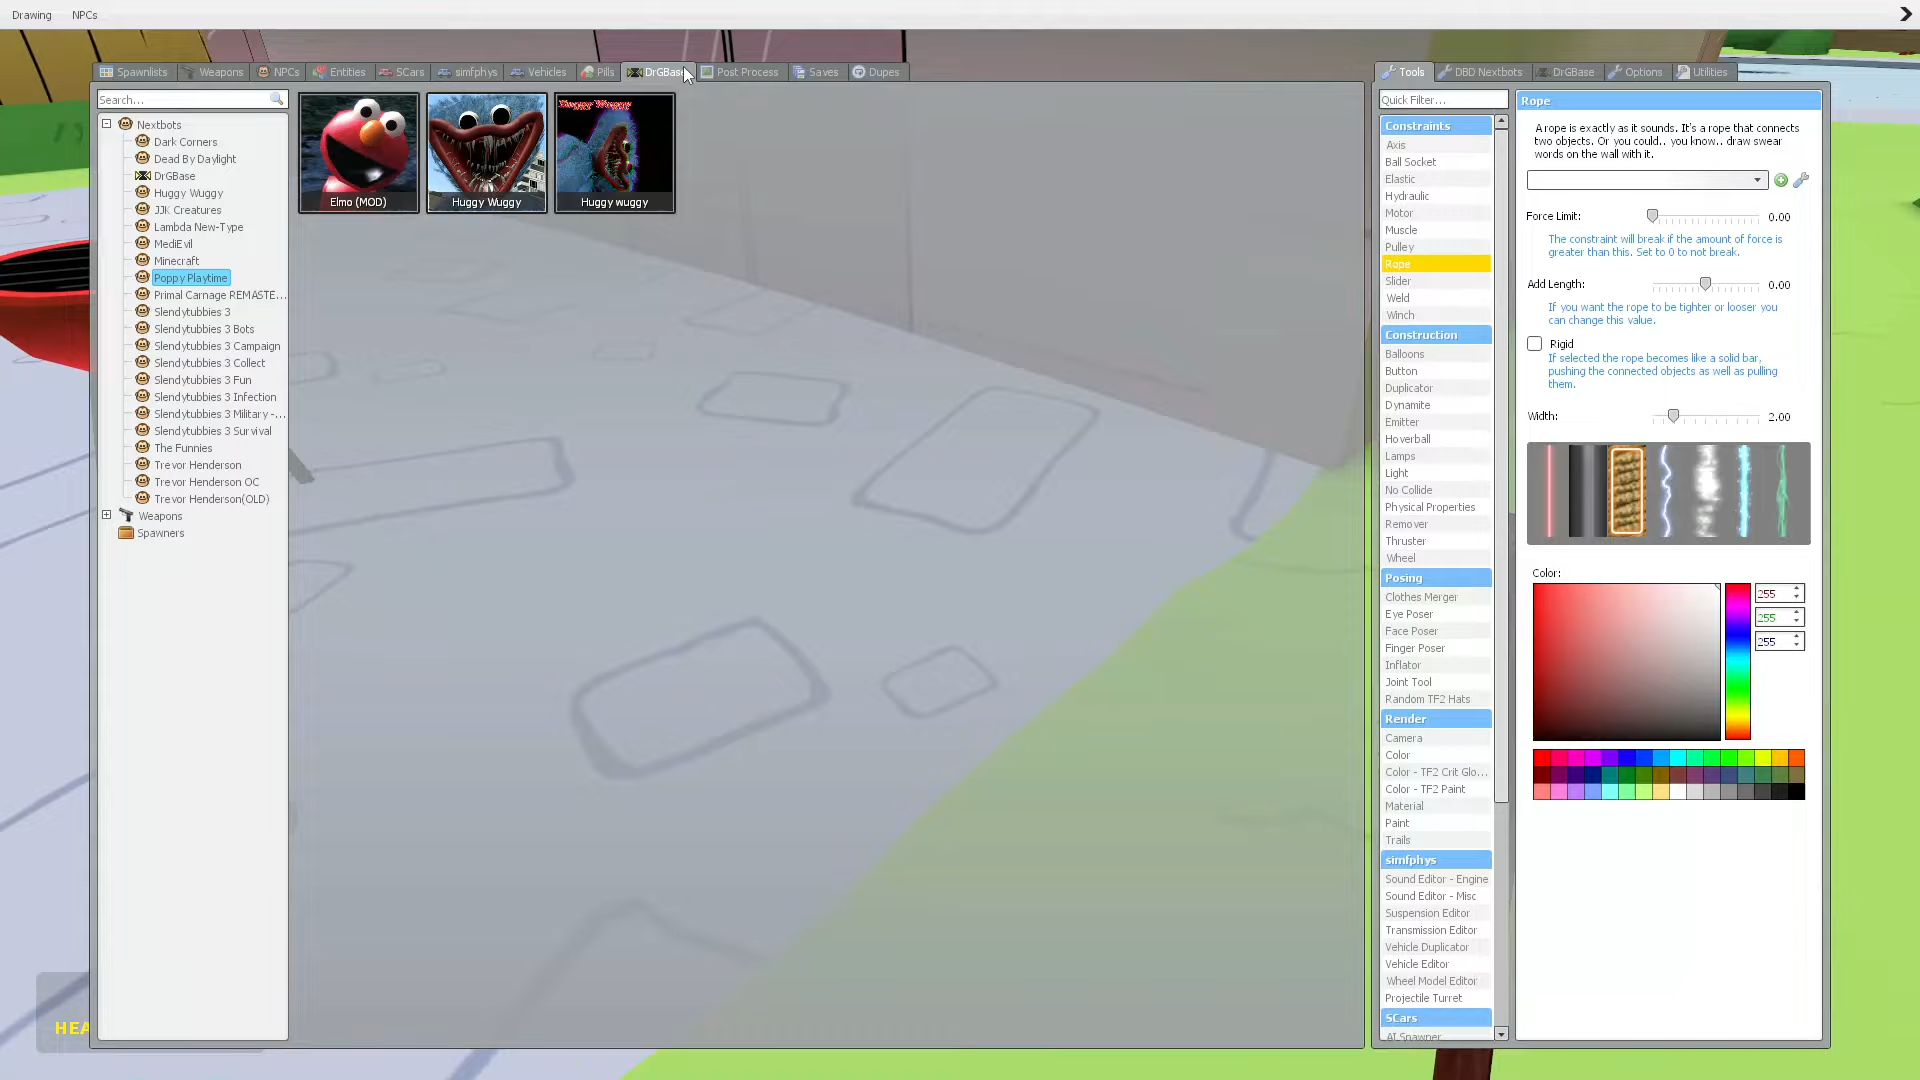 Drawing NPCs
Spawnlists Weapons NPCs Entities SCars simfphys Vehicles Pills DrGBase Post Process Saves Dupes
Search...
Nextbots
Dark Corners
Dead By Daylight
DrGBase
Huggy Wuggy
JJK Creatures
Lambda New-Type
MediEvil
Minecraft
Poppy Playtime
Primal Carnage REMASTE...
Slendytubbies 3
Slendytubbies 3 Bots
Slendytubbies 3 Campaign
Slendytubbies 3 Collect
Slendytubbies 3 Fun
Slendytubbies 3 Infection
Slendytubbies 3 Military -...
Slendytubbies 3 Survival
The Funnies
Trevor Henderson
Trevor Henderson OC
Trevor Henderson(OLD)
Weapons
Spawners
Elmo (MOD)
Huggy Wuggy
Huggy wuggy
HEA
Tools DBD Nextbots DrGBase Options Utilities
Quick Filter...
Constraints
Axis
Ball Socket
Elastic
Hydraulic
Motor
Muscle
Pulley
Rope
Slider
Weld
Winch
Construction
Balloons
Button
Duplicator
Dynamite
Emitter
Hoverball
Lamps
Light
No Collide
Physical Properties
Remover
Thruster
Wheel
Posing
Clothes Merger
Eye Poser
Face Poser
Finger Poser
Inflator
Joint Tool
Random TF2 Hats
Render
Camera
Color
Color - TF2 Crit Glo...
Color - TF2 Paint
Material
Paint
Trails
simfphys
Sound Editor - Engine
Sound Editor - Misc
Suspension Editor
Transmission Editor
Vehicle Duplicator
Vehicle Editor
Wheel Model Editor
Projectile Turret
SCars
AI Spawner
Rope
A rope is exactly as it sounds. It's a rope that connects
two objects. Or you could.. you know.. draw swear
words on the wall with it.
Force Limit: 0.00
The constraint will break if the amount of force is
greater than this. Set to 0 to not break.
Add Length: 0.00
If you want the rope to be tighter or looser you
can change this value.
Rigid
If selected the rope becomes like a solid bar,
pushing the connected objects as well as pulling
them.
Width: 2.00
Color:
255
255
255